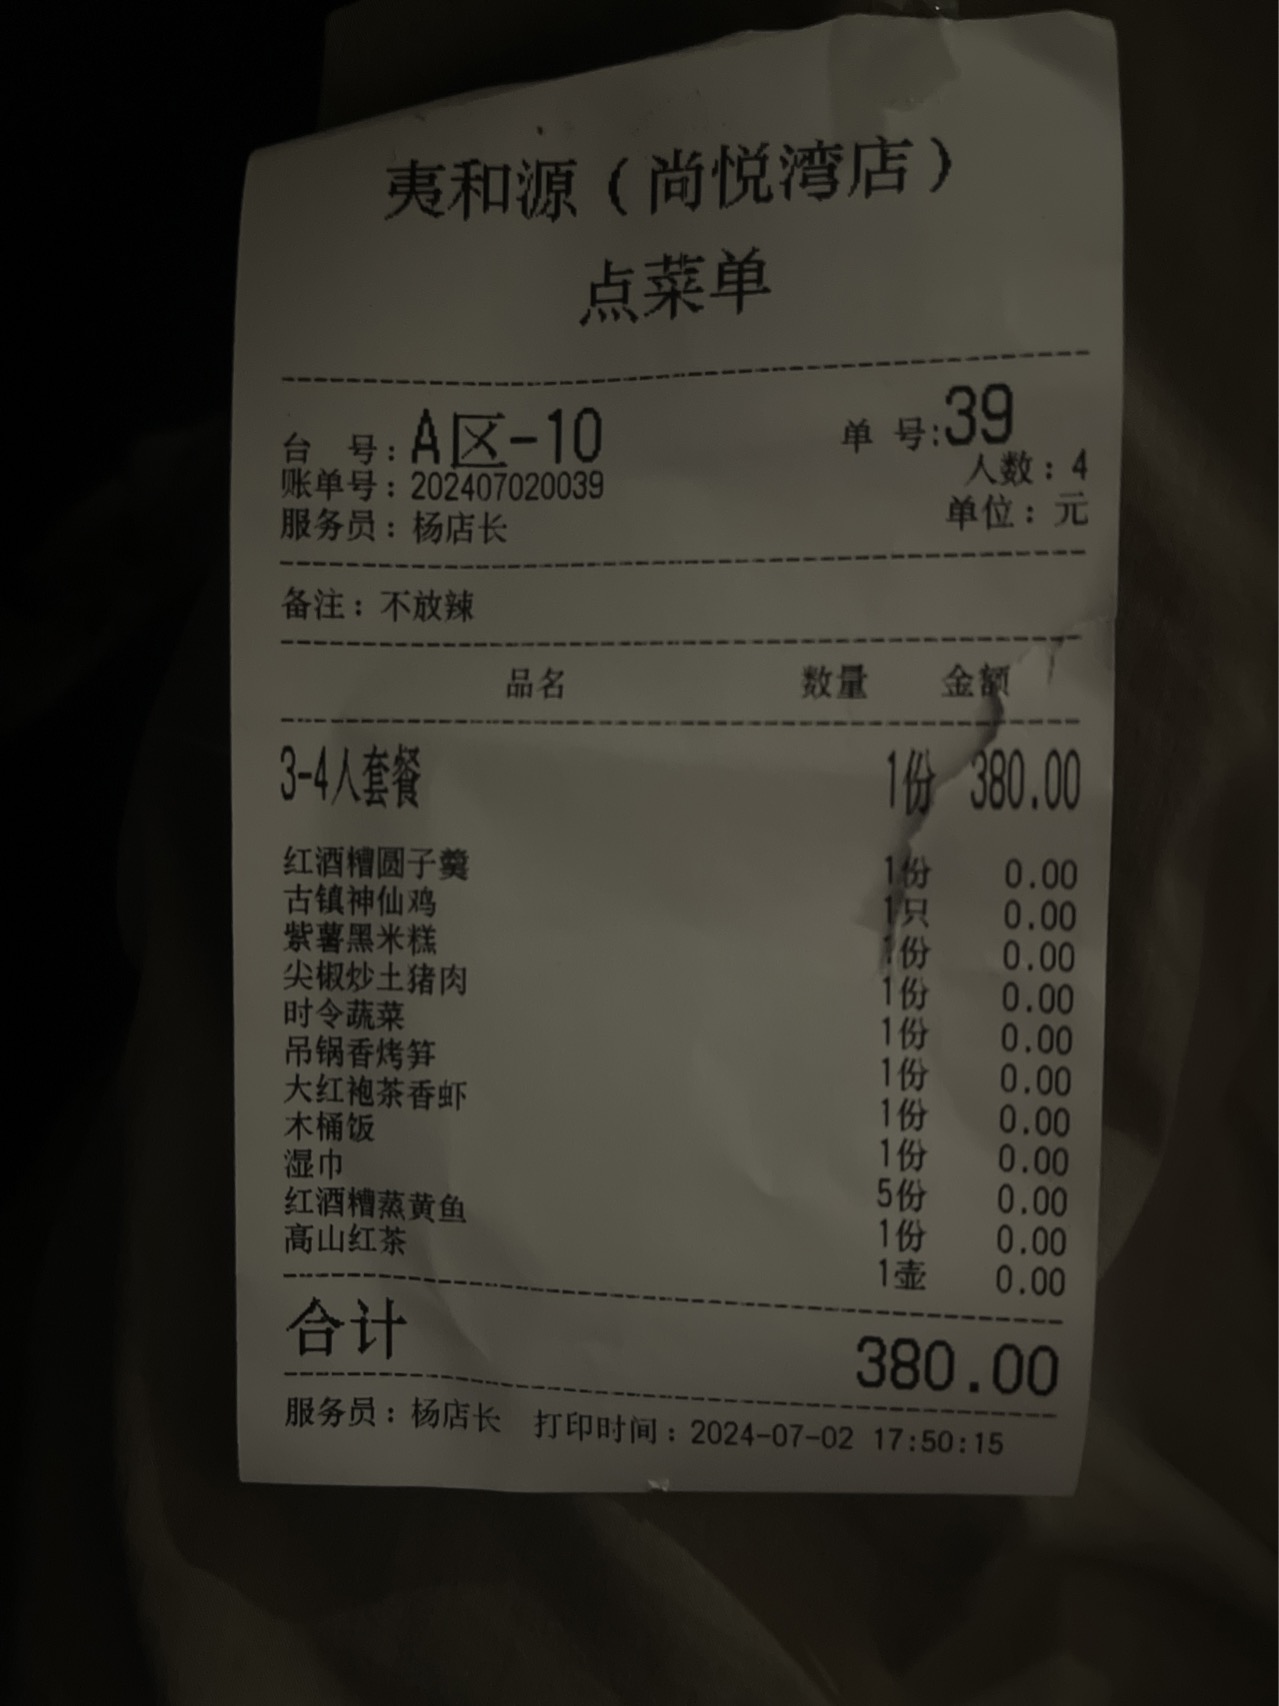 夷和源（尚悦湾店）
点菜单
台 号：A区-10 单 号:39
人数：4
账单号：202407020039
单位：元
服务员：杨店长
备注：不放辣
品名 数量 金额
3-4人套餐 1份 380.00
红酒糟圆子羹 1份 0.00
古镇神仙鸡 1只 0.00
紫薯黑米糕 1份 0.00
尖椒炒土猪肉 1份 0.00
时令蔬菜 1份 0.00
吊锅香烤笋 1份 0.00
大红袍茶香虾 1份 0.00
木桶饭 1份 0.00
湿巾 5份 0.00
红酒糟蒸黄鱼 1份 0.00
高山红茶 1壶 0.00
合计 380.00
服务员：杨店长 打印时间：2024-07-02 17:50:15